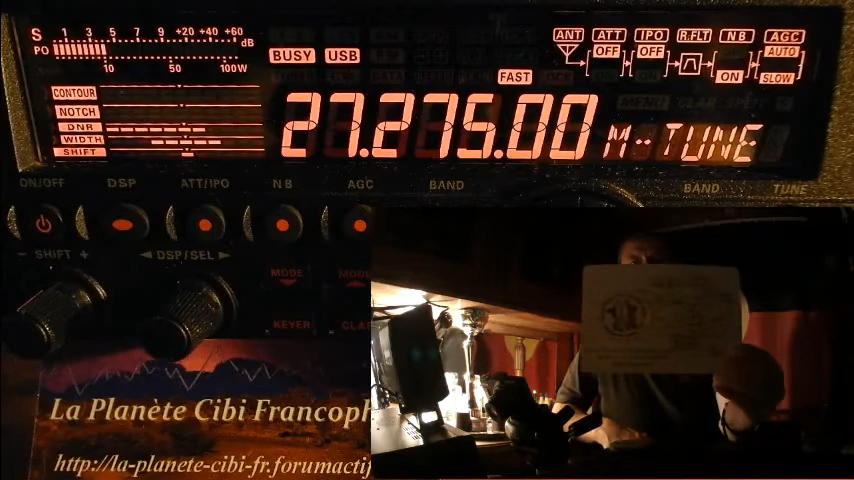 S 1 3 5 7 9 +20 +40 +60 dB
PO 10 50 100W
BUSY USB
ANT ATT IPO R.FLT NB AGC
OFF OFF AUTO
ON SLOW
FAST
CONTOUR
NOTCH
DNR
WIDTH
SHIFT
27.275.00 M-TUNE
ON/OFF DSP ATT/IPO NB AGC BAND BAND TUNE
− SHIFT + ◄ DSP/SEL ►
MODE MODE
KEYER CLAR
La Planète Cibi Francoph
http://la-planete-cibi-fr.forumactif